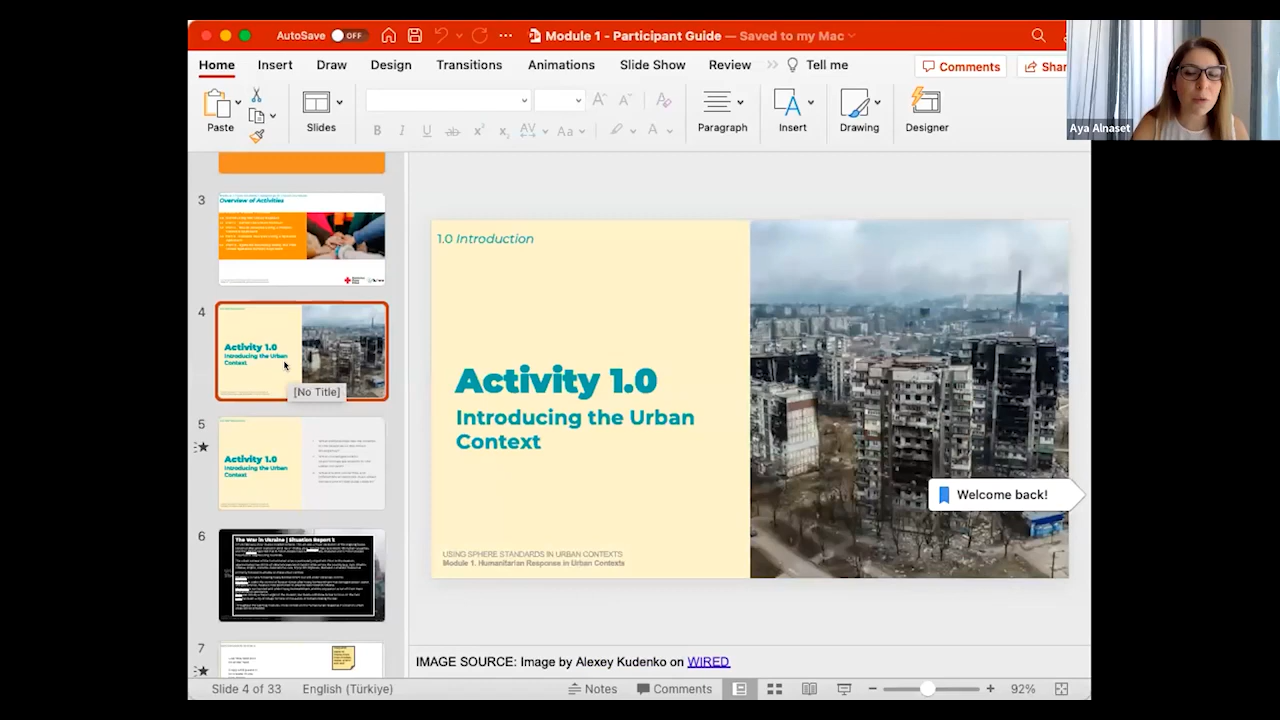 AutoSave OFF
Module 1 - Participant Guide — Saved to my Mac
Home Insert Draw Design Transitions Animations Slide Show Review Tell me
Comments Shar
Aya Alnaset
Paste Slides Paragraph Insert Drawing Designer
3
Overview of Activities
4
Activity 1.0
Introducing the Urban
Context
[No Title]
5
Activity 1.0
Introducing the Urban
Context
6
The War in Ukraine | Situation Report 1
7
1.0 Introduction
Activity 1.0
Introducing the Urban
Context
USING SPHERE STANDARDS IN URBAN CONTEXTS
Module 1. Humanitarian Response in Urban Contexts
Welcome back!
IMAGE SOURCE: Image by Alexey Kudenko on WIRED
Slide 4 of 33 English (Türkiye) Notes Comments 92%